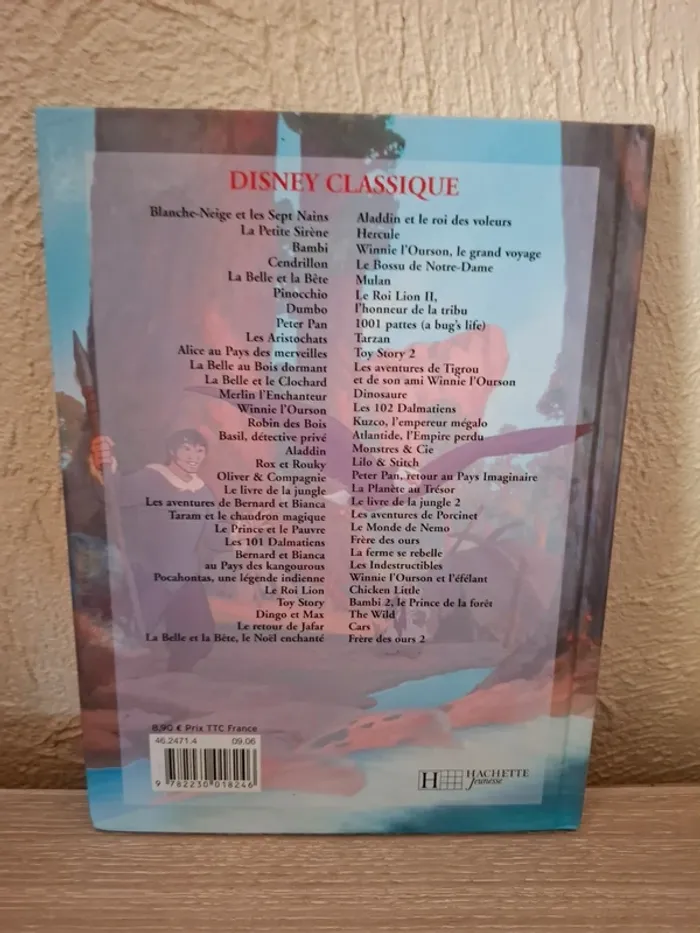 DISNEY CLASSIQUE
Blanche-Neige et les Sept Nains
La Petite Sirène
Bambi
Cendrillon
La Belle et la Bête
Pinocchio
Dumbo
Peter Pan
Les Aristochats
Alice au Pays des merveilles
La Belle au Bois dormant
La Belle et le Clochard
Merlin l'Enchanteur
Winnie l'Ourson
Robin des Bois
Basil, détective privé
Aladdin
Rox et Rouky
Oliver & Compagnie
Le livre de la jungle
Les aventures de Bernard et Bianca
Taram et le chaudron magique
Le Prince et le Pauvre
Les 101 Dalmatiens
Bernard et Bianca
au Pays des kangourous
Pocahontas, une légende indienne
Le Roi Lion
Toy Story
Dingo et Max
Le retour de Jafar
La Belle et la Bête, le Noël enchanté
Aladdin et le roi des voleurs
Hercule
Winnie l'Ourson, le grand voyage
Le Bossu de Notre-Dame
Mulan
Le Roi Lion II,
l'honneur de la tribu
1001 pattes (a bug's life)
Tarzan
Toy Story 2
Les aventures de Tigrou
et de son ami Winnie l'Ourson
Dinosaure
Les 102 Dalmatiens
Kuzco, l'empereur mégalo
Atlantide, l'Empire perdu
Monstres & Cie
Lilo & Stitch
Peter Pan, retour au Pays Imaginaire
La Planète au Trésor
Le livre de la jungle 2
Les aventures de Porcinet
Le Monde de Nemo
Frère des ours
La ferme se rebelle
Les Indestructibles
Winnie l'Ourson et l'éfélant
Chicken Little
Bambi 2, le Prince de la forêt
The Wild
Cars
Frère des ours 2
8,90 € Prix TTC France
46.2471.4 09.06
9 782230 018246
H HACHETTE
Jeunesse